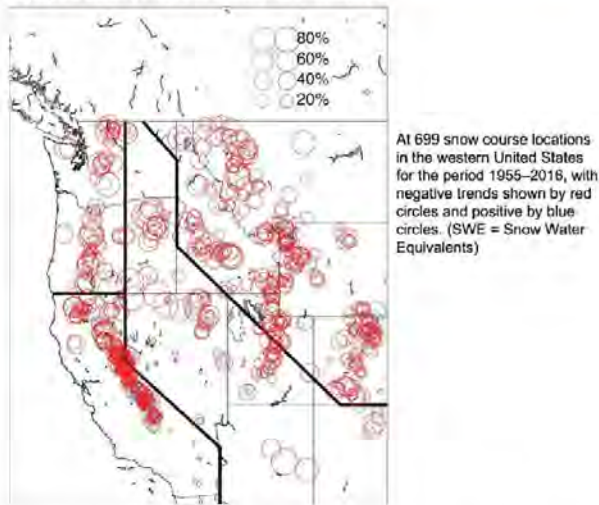 80%
60%
40%
20%
At 699 snow course locations
in the western United States
for the period 1955–2016, with
negative trends shown by red
circles and positive by blue
circles. (SWE = Snow Water
Equivalents)